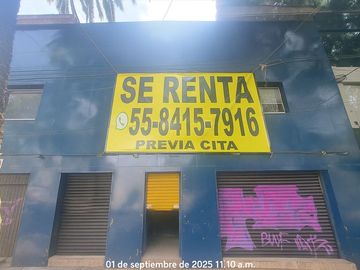 SE RENTA
55-8415-7916
PREVIA CITA
01 de septiembre de 2025 11:10 a.m.